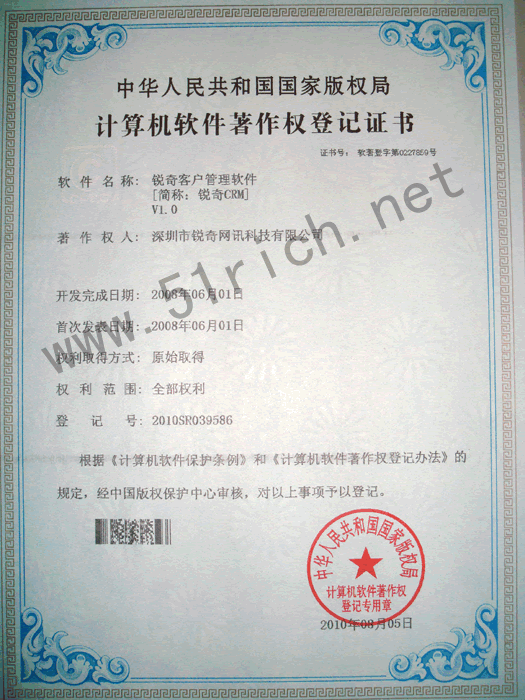 中华人民共和国国家版权局
计算机软件著作权登记证书
证书号： 软著登字第0227859号
软件名称： 锐奇客户管理软件
[简称：锐奇CRM]
V1.0
著作权人： 深圳市锐奇网讯科技有限公司
开发完成日期： 2008年06月01日
首次发表日期： 2008年06月01日
权利取得方式： 原始取得
权利范围： 全部权利
登记号： 2010SR039586
根据《计算机软件保护条例》和《计算机软件著作权登记办法》的
规定，经中国版权保护中心审核，对以上事项予以登记。
中华人民共和国国家版权局
计算机软件著作权
登记专用章
2010年08月05日
www.51rich.net